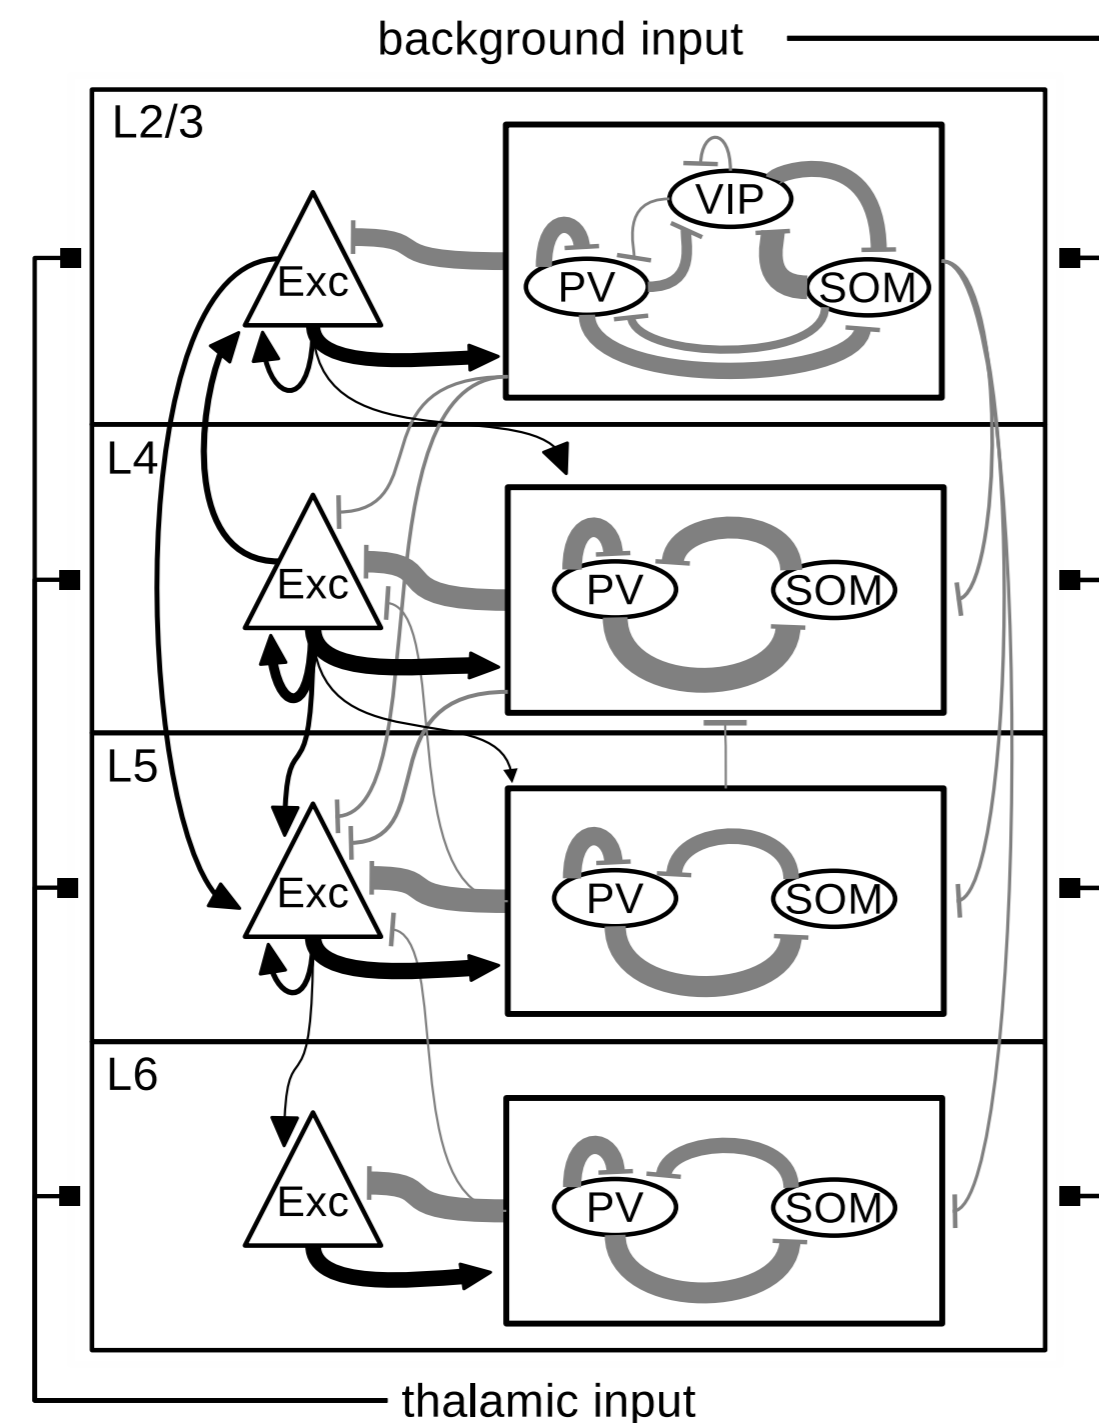 background input
L2/3
VIP
Exc
PV
SOM
L4
Exc
PV
SOM
L5
Exc
PV
SOM
L6
Exc
PV
SOM
thalamic input